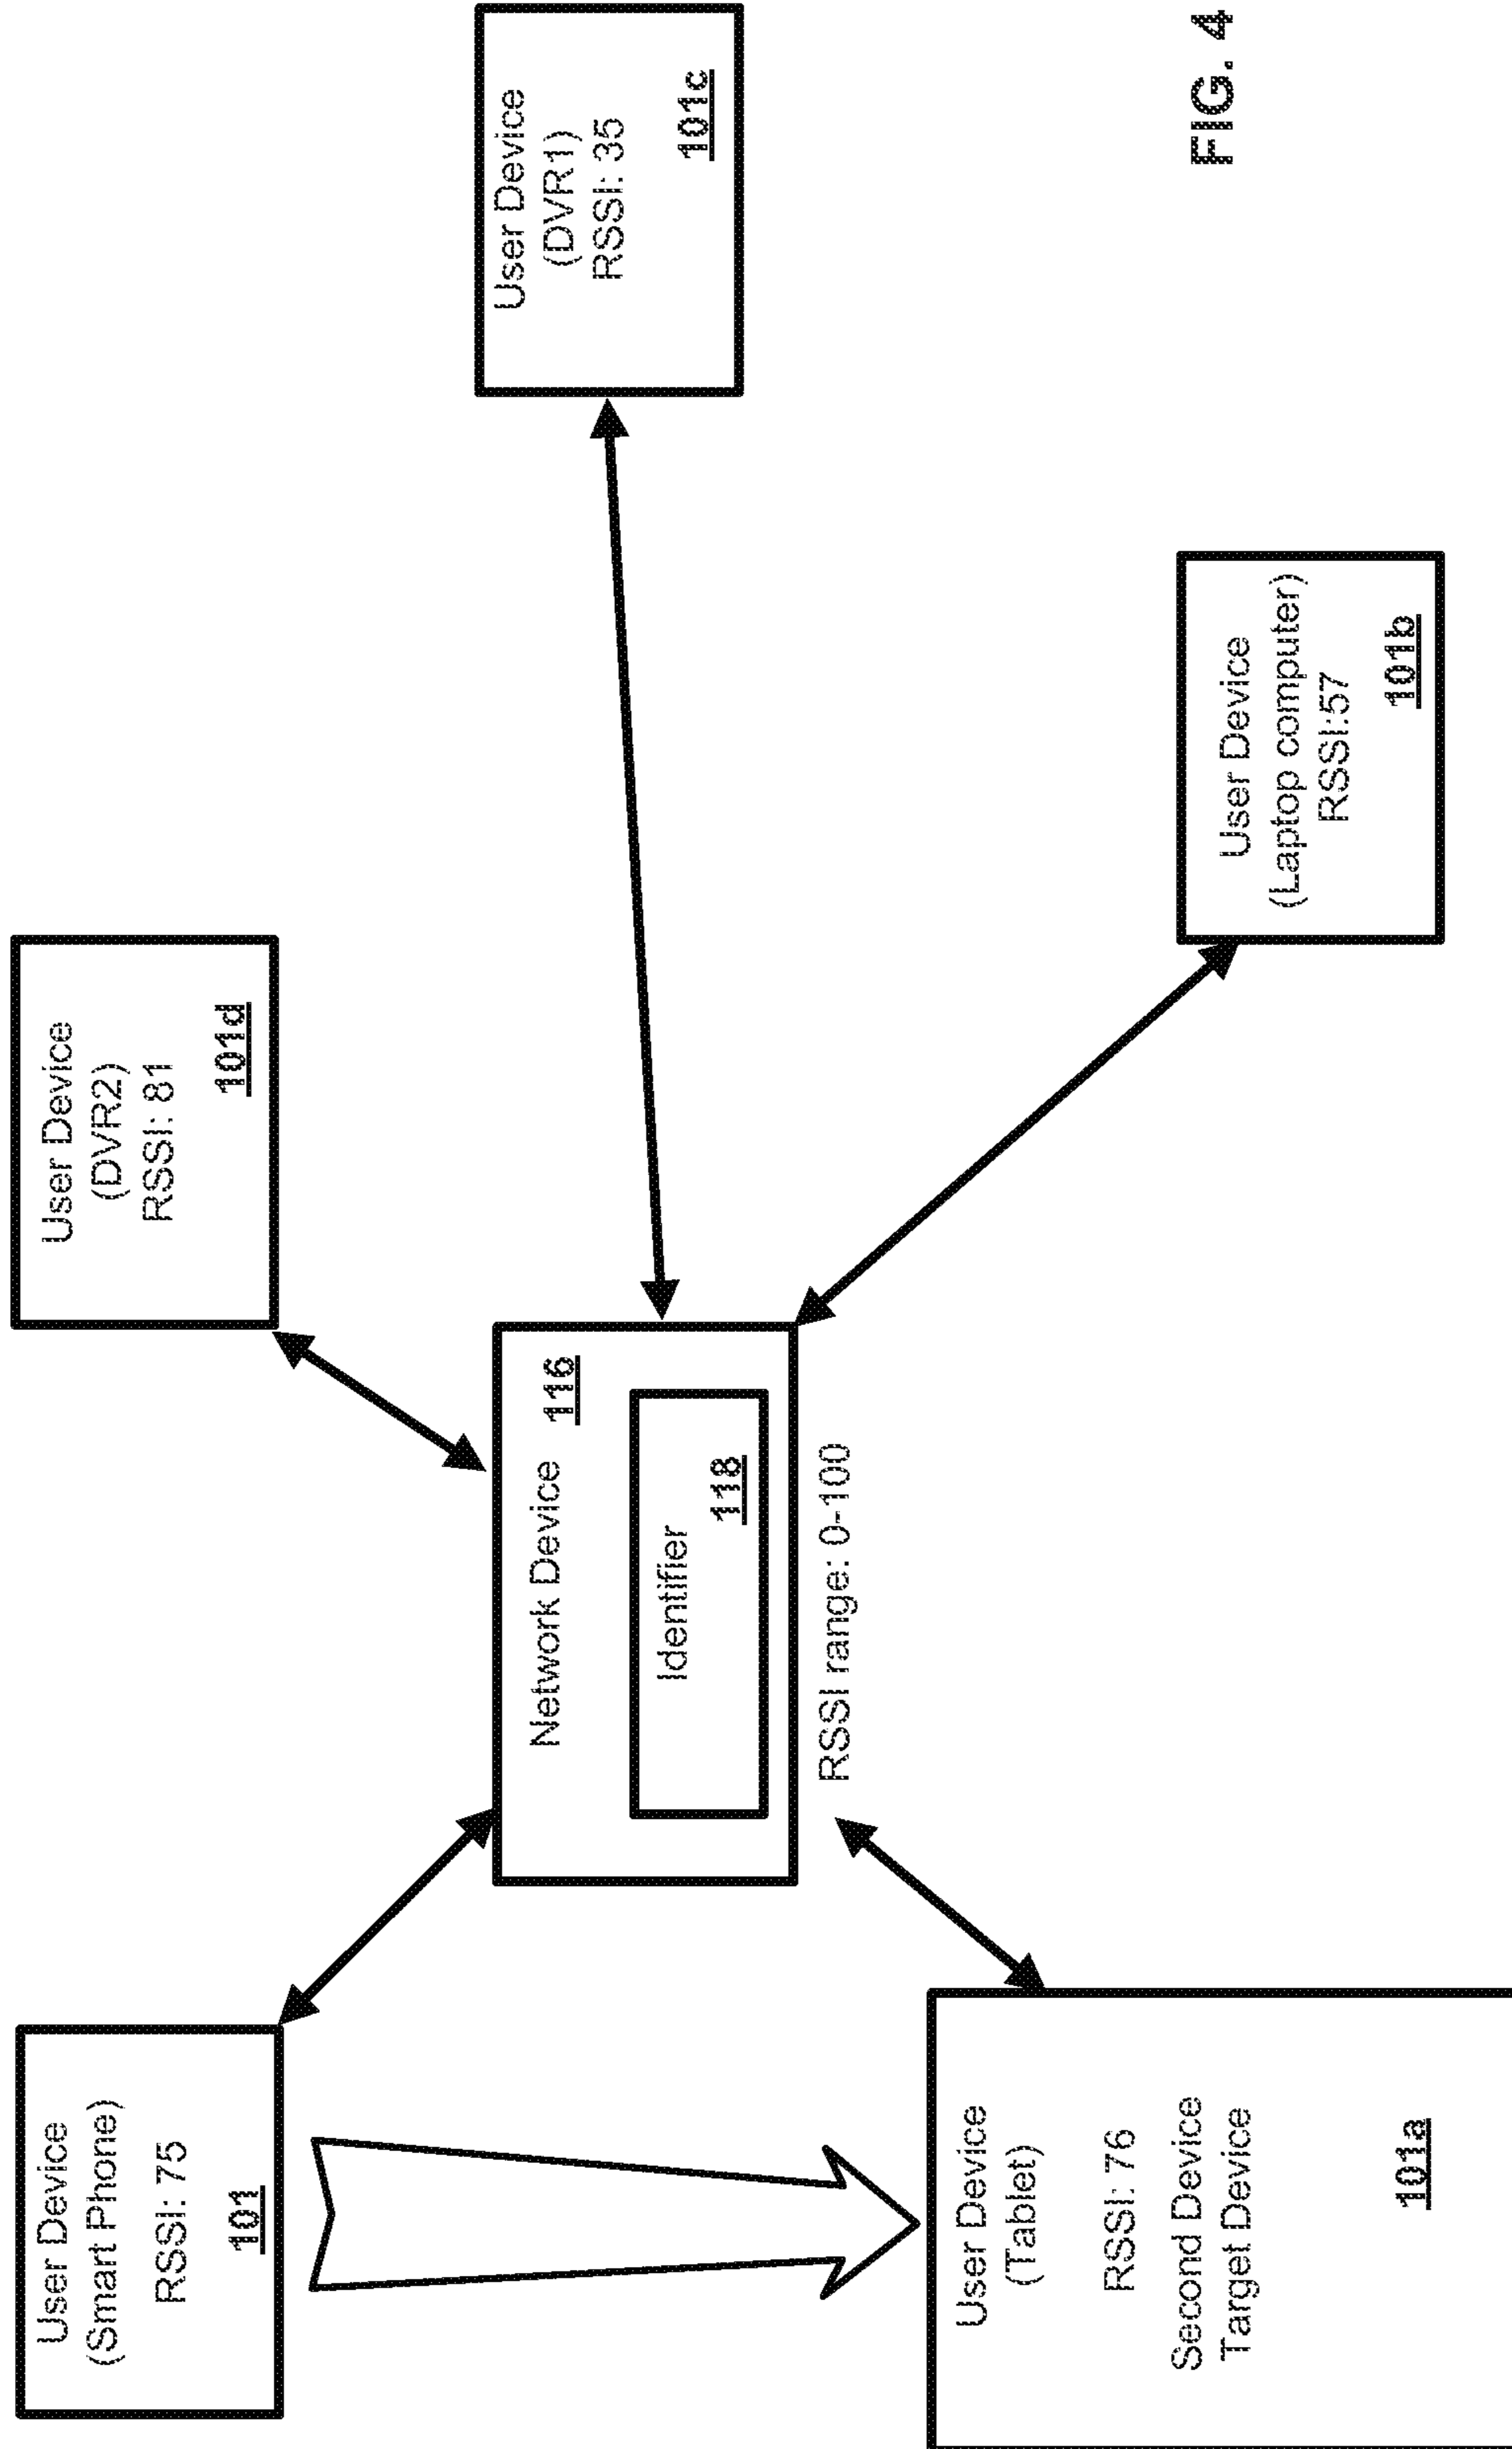 User Device
(Smart Phone)
RSSI: 75
101
User Device
(DVR2)
RSSI: 81
101d
User Device
(DVR1)
RSSI: 35
101c
Network Device
116
Identifier
118
RSSI range: 0-100
User Device
(Tablet)
RSSI: 76
Second Device
Target Device
101a
User Device
(Laptop computer)
RSSI:57
101b
FIG. 4